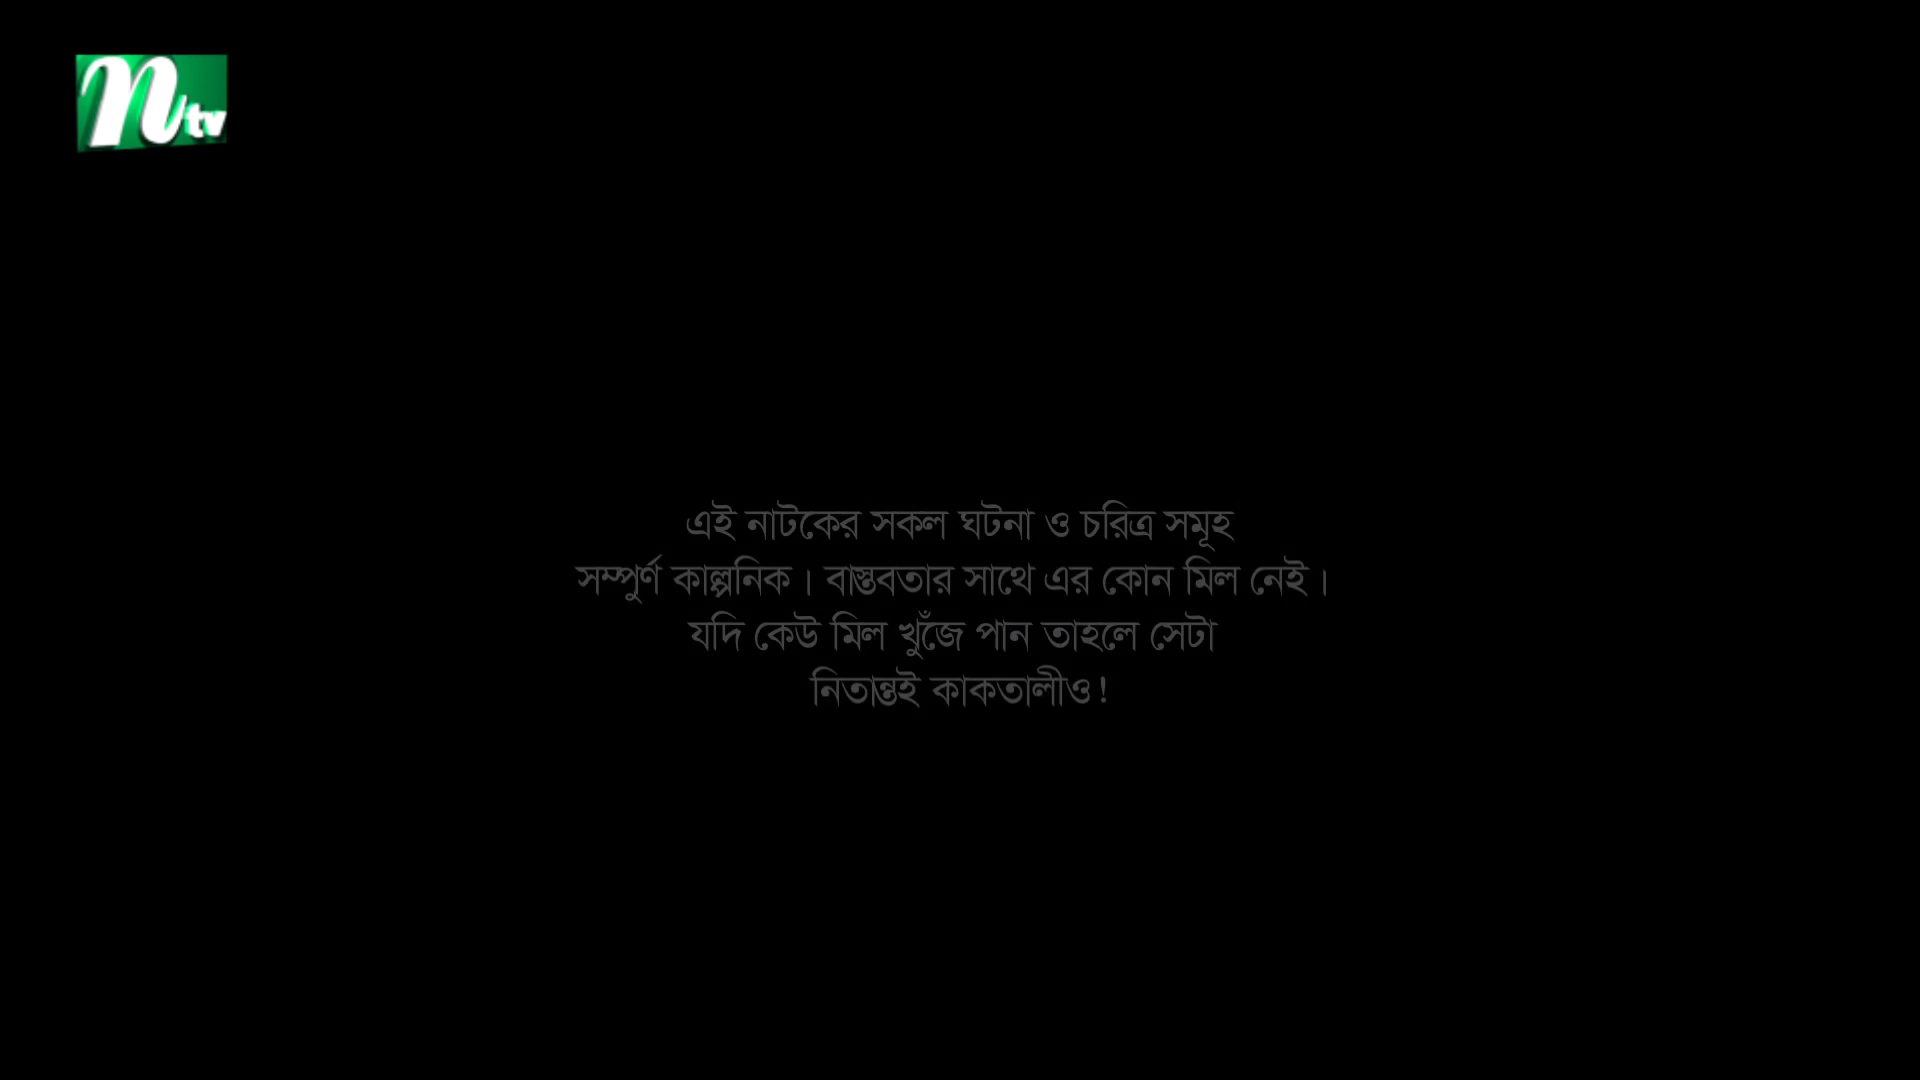 ntv
এই নাটকের সকল ঘটনা ও চরিত্র সমূহ
সম্পুর্ণ কাল্পনিক। বাস্তবতার সাথে এর কোন মিল নেই।
যদি কেউ মিল খুঁজে পান তাহলে সেটা
নিতান্তই কাকতালীও!